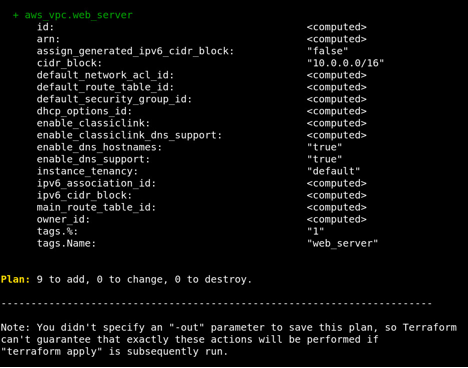 + aws_vpc.web_server
id: <computed>
arn: <computed>
assign_generated_ipv6_cidr_block: "false"
cidr_block: "10.0.0.0/16"
default_network_acl_id: <computed>
default_route_table_id: <computed>
default_security_group_id: <computed>
dhcp_options_id: <computed>
enable_classiclink: <computed>
enable_classiclink_dns_support: <computed>
enable_dns_hostnames: "true"
enable_dns_support: "true"
instance_tenancy: "default"
ipv6_association_id: <computed>
ipv6_cidr_block: <computed>
main_route_table_id: <computed>
owner_id: <computed>
tags.%: "1"
tags.Name: "web_server"
Plan: 9 to add, 0 to change, 0 to destroy.
------------------------------------------------------------------------
Note: You didn't specify an "-out" parameter to save this plan, so Terraform
can't guarantee that exactly these actions will be performed if
"terraform apply" is subsequently run.